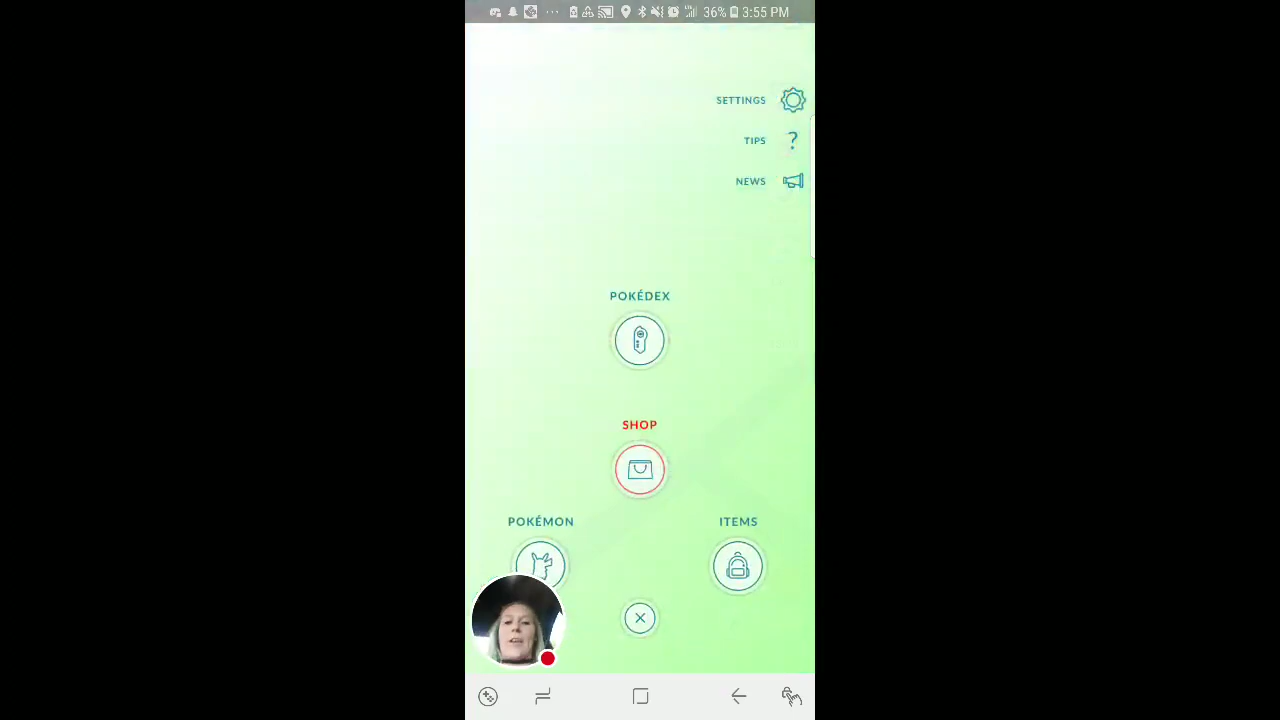 36% 3:55 PM
SETTINGS
TIPS ?
NEWS
POKÉDEX
SHOP
POKÉMON ITEMS